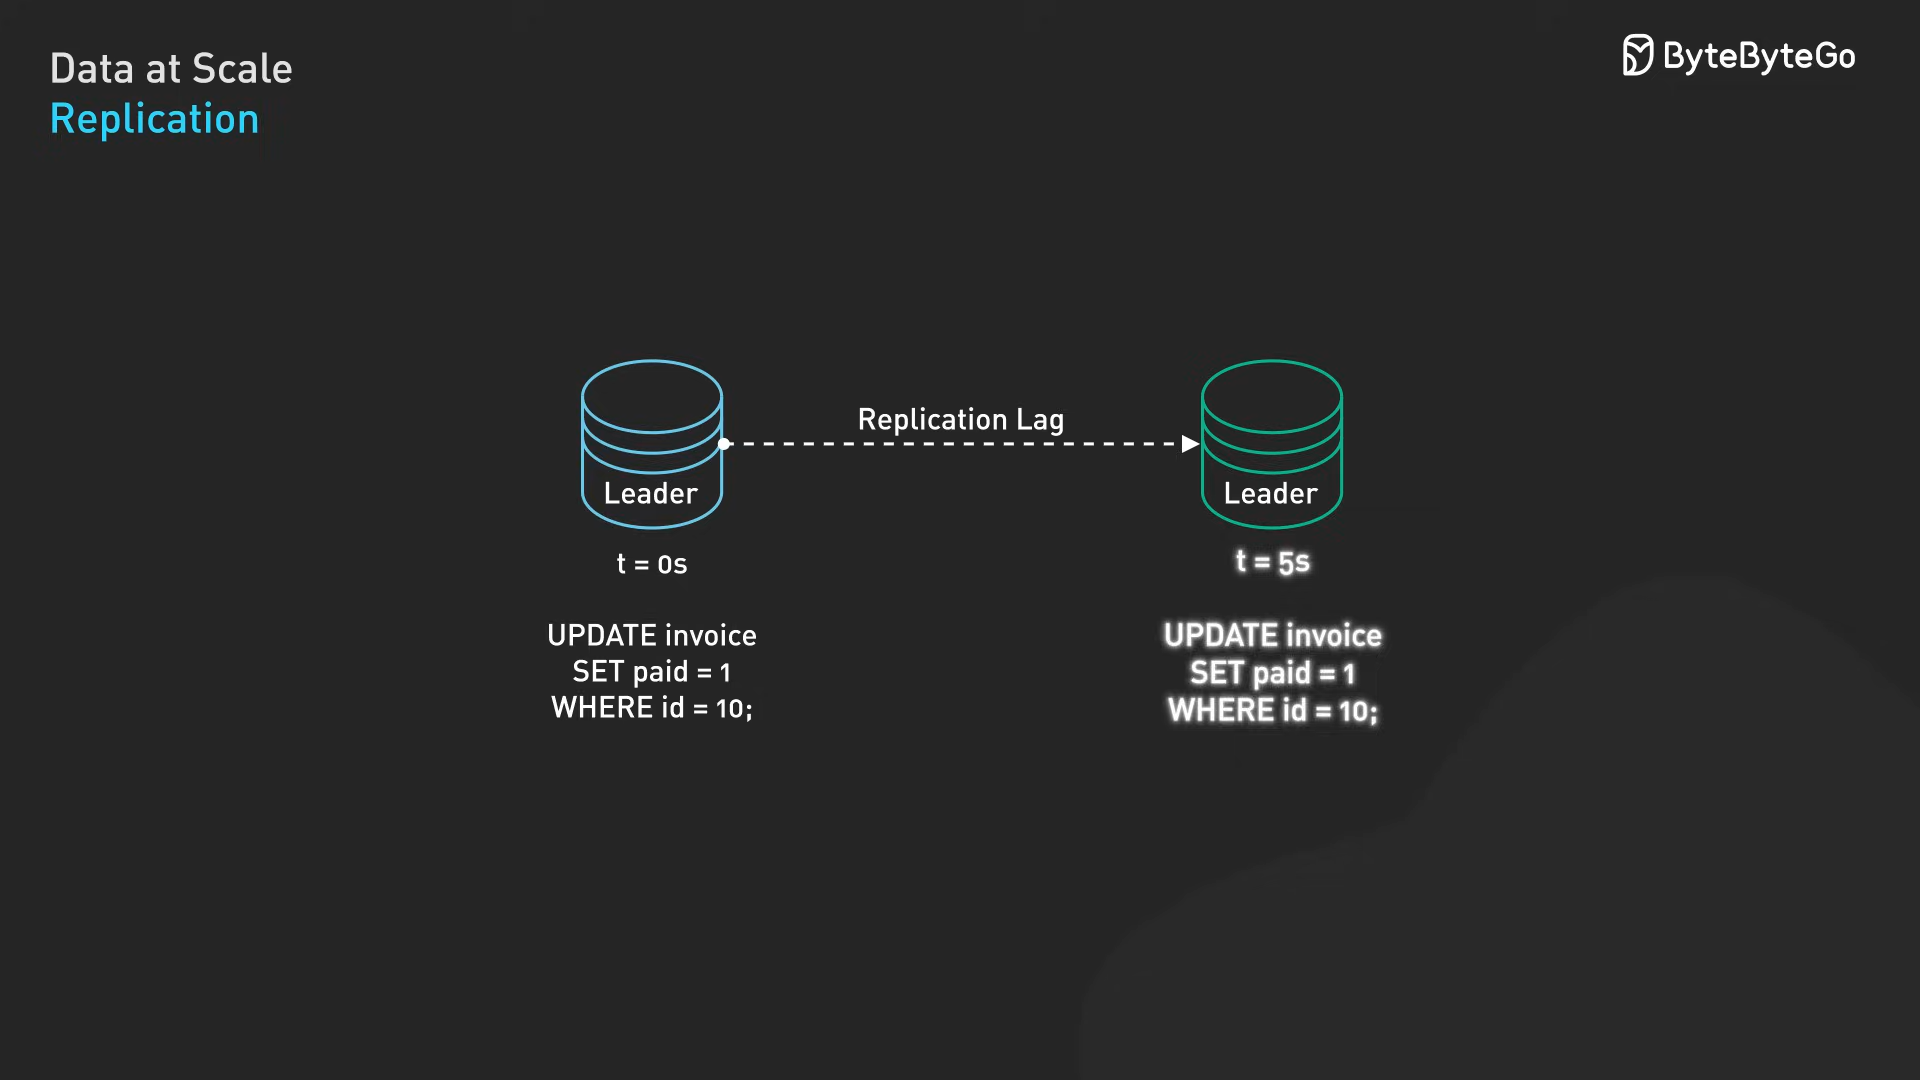 Data at Scale
Replication
ByteByteGo
Replication Lag
Leader
Leader
t = 0s
t = 5s
UPDATE invoice
SET paid = 1
WHERE id = 10;
UPDATE invoice
SET paid = 1
WHERE id = 10;